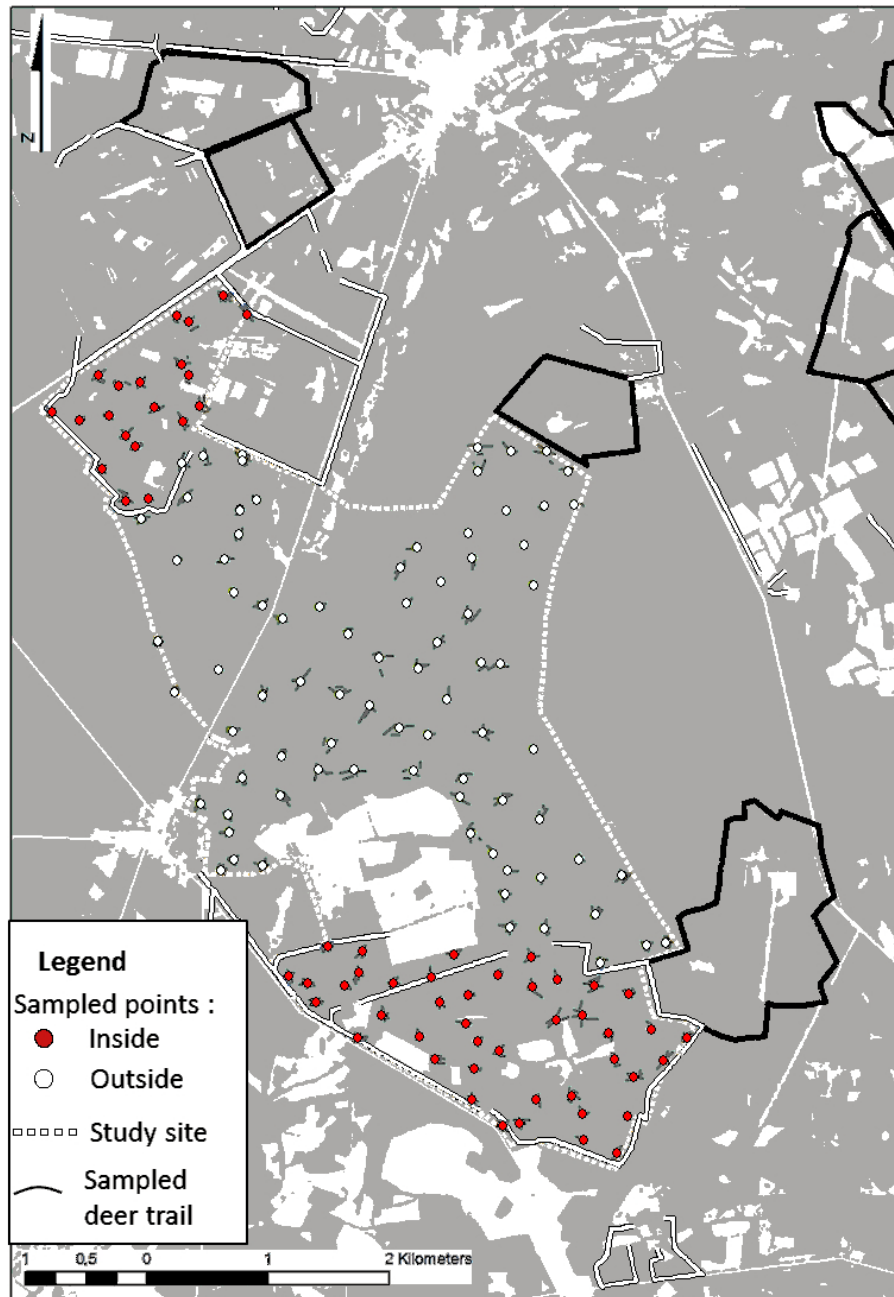 N
Legend
Sampled points :
Inside
Outside
Study site
Sampled
deer trail
1 0,5 0 1 2 Kilometers